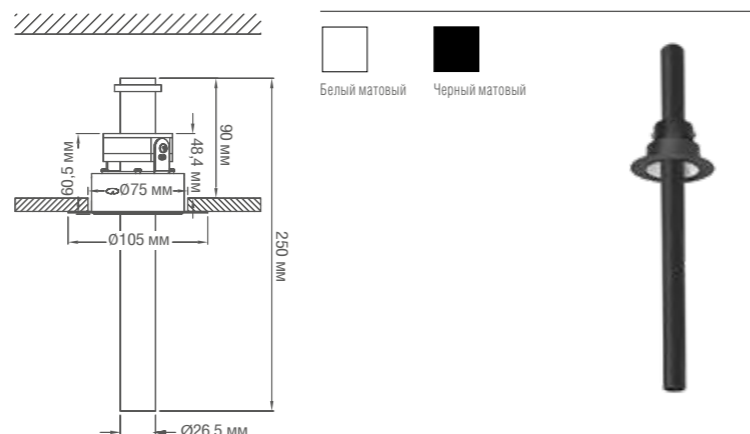 Белый матовый
Черный матовый
90 мм
48,4 мм
60,5 мм
Ø75 мм
Ø105 мм
250 мм
Ø26,5 мм